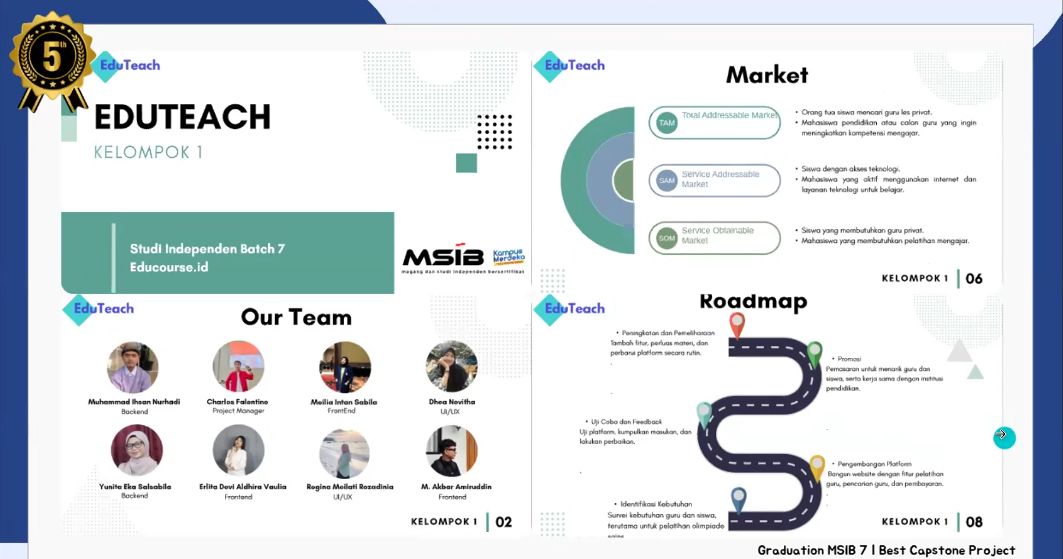 5th
EduTeach
EDUTEACH
KELOMPOK 1
Studi Independen Batch 7
Educourse.id
MSIB
magang dan studi independen bersertifikat
Kampus
Merdeka
EduTeach
Market
TAM
Total Addressable Market
• Orang tua siswa mencari guru les privat.
• Mahasiswa pendidikan atau calon guru yang ingin
meningkatkan kompetensi mengajar.
SAM
Service Addressable
Market
• Siswa dengan akses teknologi.
• Mahasiswa yang aktif menggunakan internet dan
layanan teknologi untuk belajar.
SOM
Service Obtainable
Market
• Siswa yang membutuhkan guru privat.
• Mahasiswa yang membutuhkan pelatihan mengajar.
KELOMPOK 1
06
EduTeach
Our Team
Muhammad Ihsan Nurhadi
Backend
Charlos Falentino
Project Manager
Meilia Intan Sabila
FrontEnd
Dhea Novitha
UI/UX
Yunita Eka Salsabila
Backend
Erlita Devi Aldhira Vaulia
Frontend
Regina Meilati Rozadinia
UI/UX
M. Akbar Amiruddin
Frontend
KELOMPOK 1
02
EduTeach
Roadmap
• Peningkatan dan Pemeliharaan
Tambah fitur, perluas materi, dan
perbarui platform secara rutin.
• Promosi
Pemasaran untuk menarik guru dan
siswa, serta kerja sama dengan institusi
pendidikan.
• Uji Coba dan Feedback
Uji platform, kumpulkan masukan, dan
lakukan perbaikan.
• Pengembangan Platform
Bangun website dengan fitur pelatihan
guru, pencarian guru, dan pembayaran.
• Identifikasi Kebutuhan
Survei kebutuhan guru dan siswa,
terutama untuk pelatihan olimpiade
KELOMPOK 1
08
Graduation MSIB 7 | Best Capstone Project